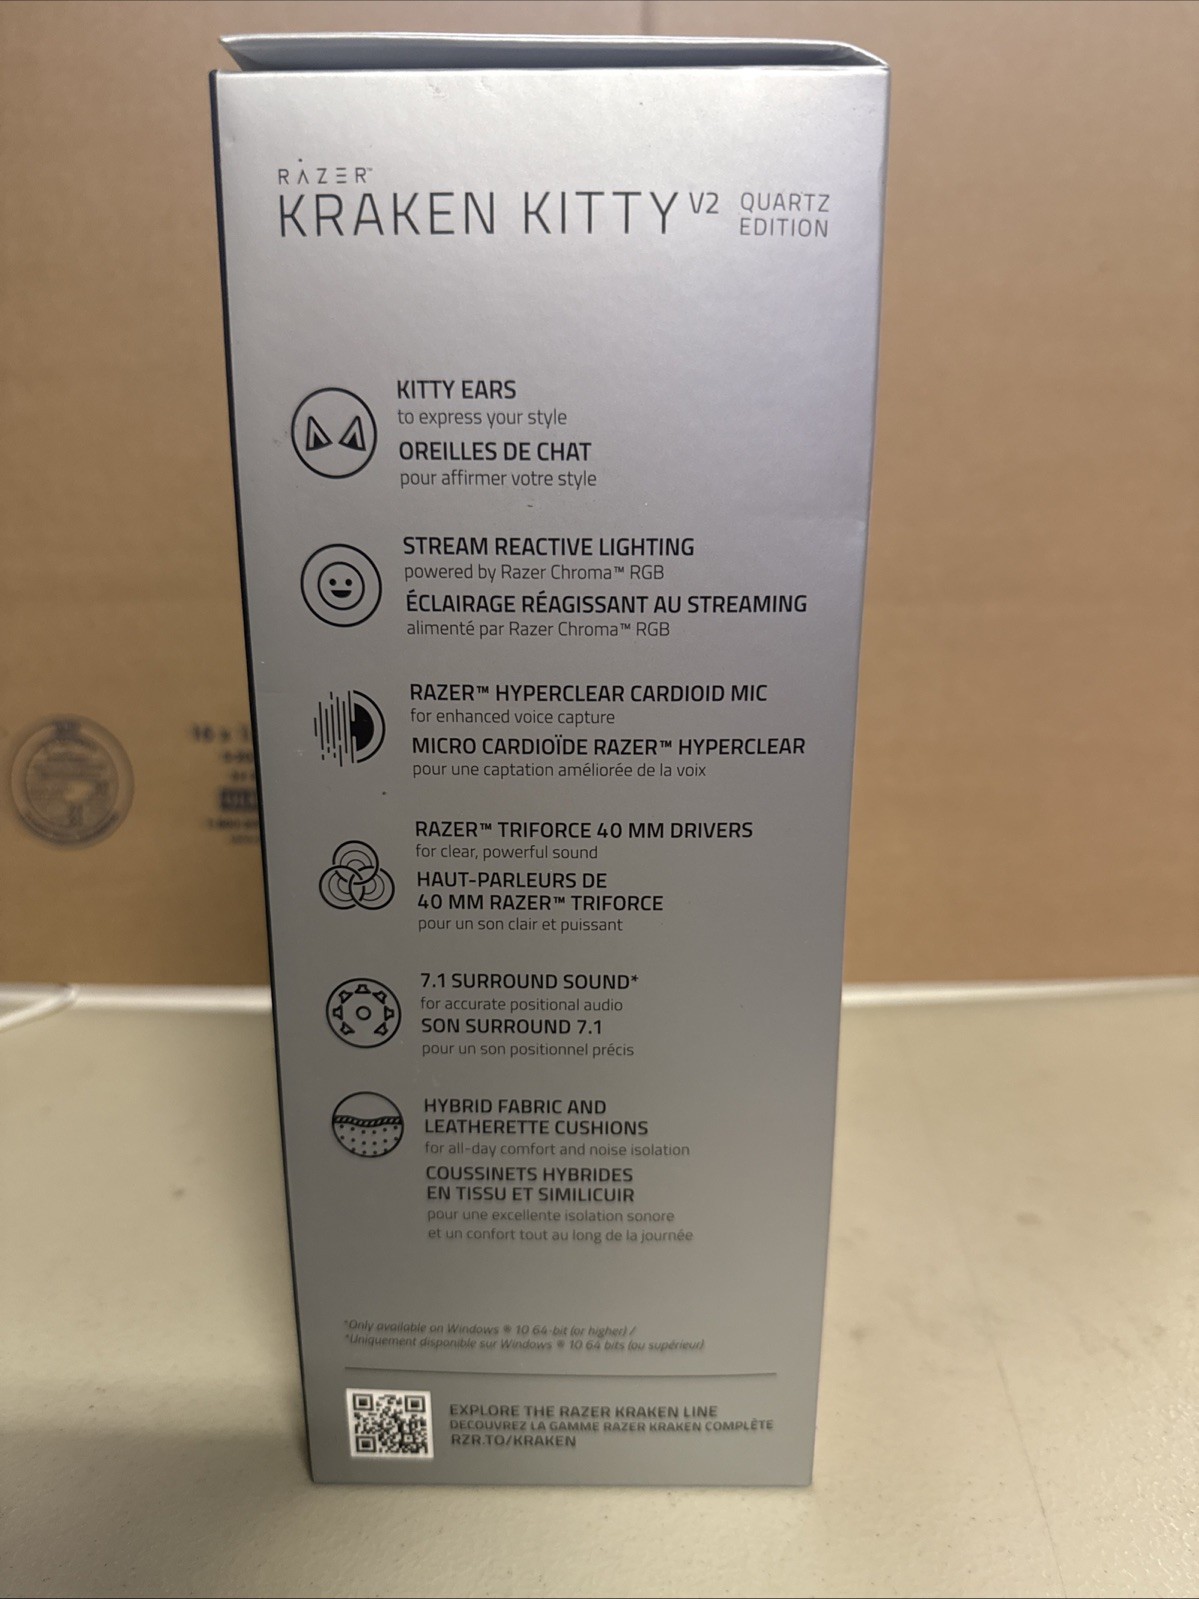 RAZER™
KRAKEN KITTY V2 QUARTZ EDITION
KITTY EARS
to express your style
OREILLES DE CHAT
pour affirmer votre style
STREAM REACTIVE LIGHTING
powered by Razer Chroma™ RGB
ÉCLAIRAGE RÉAGISSANT AU STREAMING
alimenté par Razer Chroma™ RGB
RAZER™ HYPERCLEAR CARDIOID MIC
for enhanced voice capture
MICRO CARDIOÏDE RAZER™ HYPERCLEAR
pour une captation améliorée de la voix
RAZER™ TRIFORCE 40 MM DRIVERS
for clear, powerful sound
HAUT-PARLEURS DE
40 MM RAZER™ TRIFORCE
pour un son clair et puissant
7.1 SURROUND SOUND*
for accurate positional audio
SON SURROUND 7.1
pour un son positionnel précis
HYBRID FABRIC AND
LEATHERETTE CUSHIONS
for all-day comfort and noise isolation
COUSSINETS HYBRIDES
EN TISSU ET SIMILICUIR
pour une excellente isolation sonore
et un confort tout au long de la journée
*Only available on Windows ® 10 64-bit (or higher) /
*Uniquement disponible sur Windows ® 10 64 bits (ou supérieur)
EXPLORE THE RAZER KRAKEN LINE
DECOUVREZ LA GAMME RAZER KRAKEN COMPLÈTE
RZR.TO/KRAKEN